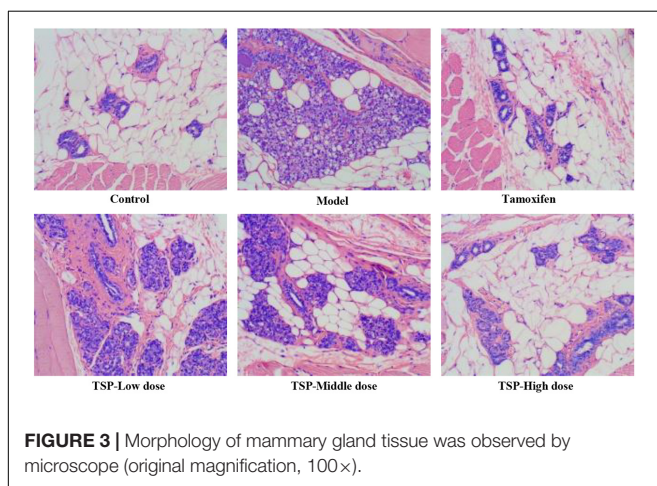 Control Model Tamoxifen
TSP-Low dose TSP-Middle dose TSP-High dose
FIGURE 3 | Morphology of mammary gland tissue was observed by
microscope (original magnification, 100×).